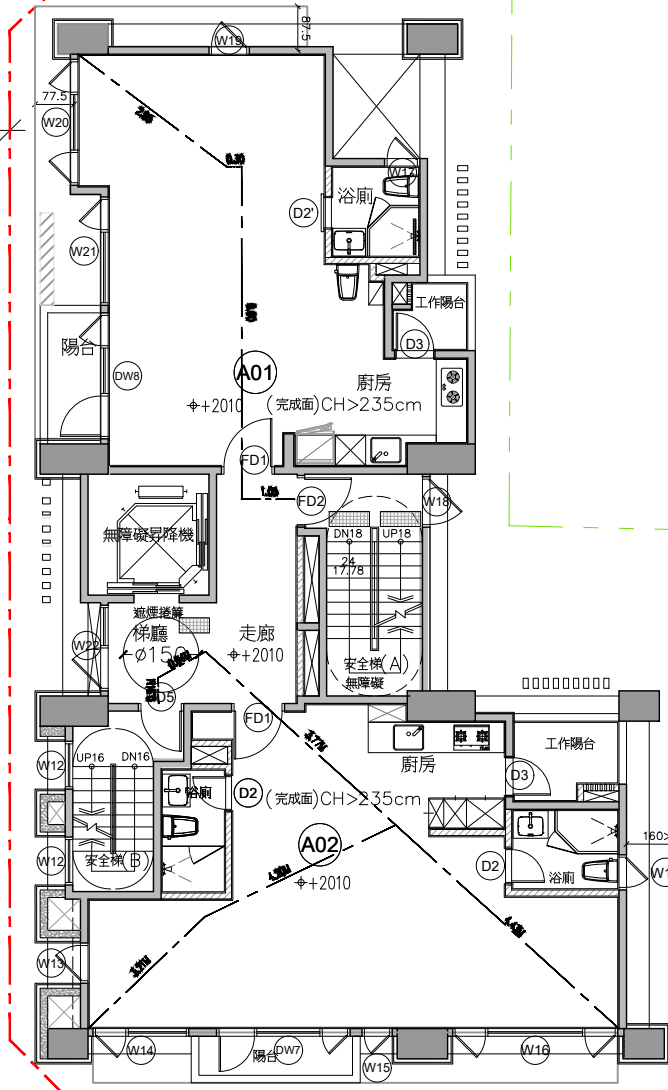 W19
87.5
77.5
W20
W17
浴廁
D2'
W21
工作陽台
陽台
D3
DW8
A01
廚房
+2010
(完成面)CH>235cm
FD1
FD2
W18
DN18
UP18
無障礙昇降機
24
17.78
遮煙捲簾
梯廳
走廊
W22
ø150
+2010
安全梯(A)
無障礙
D5
FD1
UP16
DN16
廚房
工作陽台
W12
D3
浴廁
D2
(完成面)CH>235cm
160>
A02
W12
安全梯(B)
D2
浴廁
W1
+2010
W13
W14
陽台
DW7
W15
W16